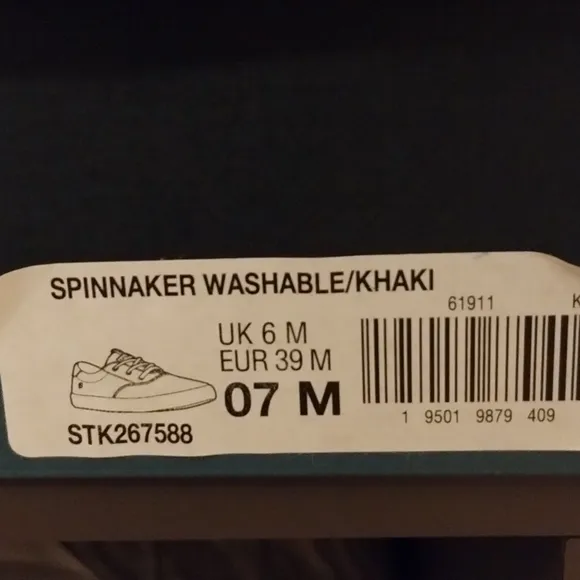 SPINNAKER WASHABLE/KHAKI
61911 K
UK 6 M
EUR 39 M
07 M
STK267588
1 9501 9879 409